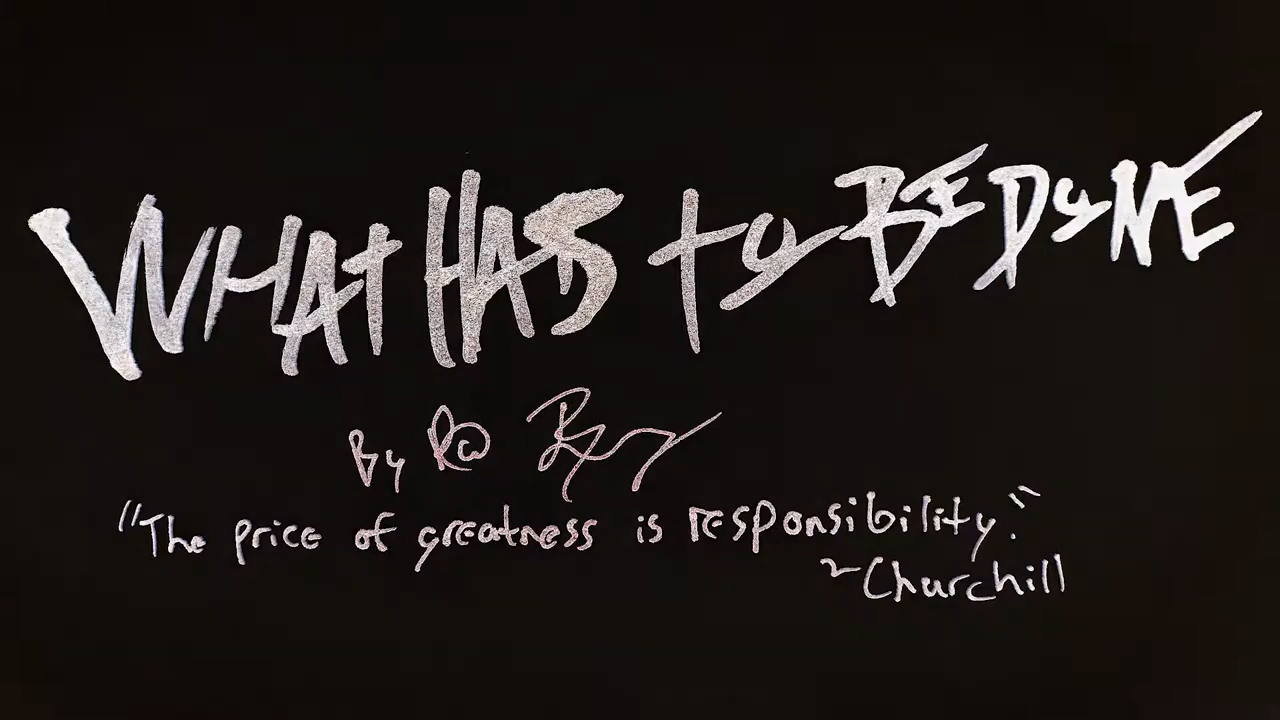 WHAT HAS to BE DONE
By
"The price of greatness is responsibility."
~Churchill